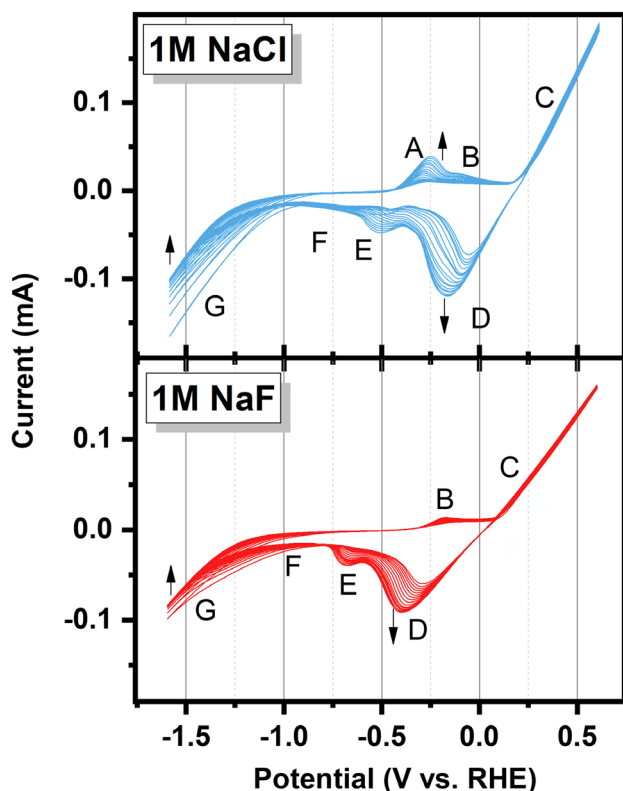 1M NaCl
C
A
B
0.1
0.0
F
E
-0.1
G
D
Current (mA)
1M NaF
0.1
C
B
0.0
F
E
G
D
-0.1
-1.5 -1.0 -0.5 0.0 0.5
Potential (V vs. RHE)